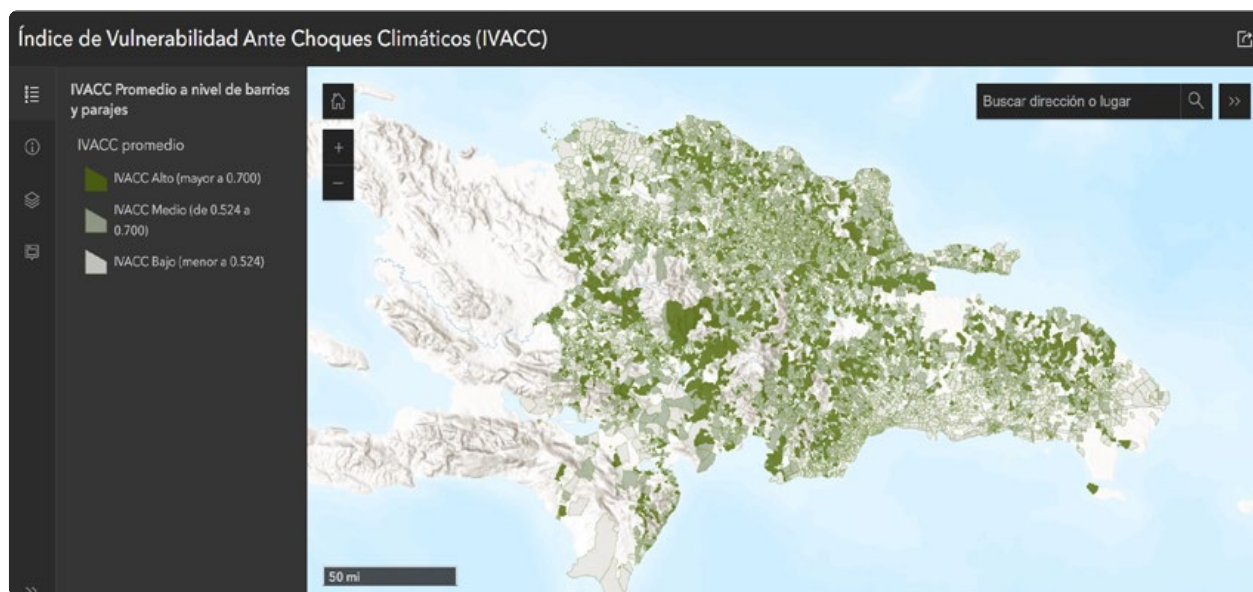 Índice de Vulnerabilidad Ante Choques Climáticos (IVACC)
IVACC Promedio a nivel de barrios
y parajes
IVACC promedio
IVACC Alto (mayor a 0.700)
IVACC Medio (de 0.524 a
0.700)
IVACC Bajo (menor a 0.524)
Buscar dirección o lugar
50 mi